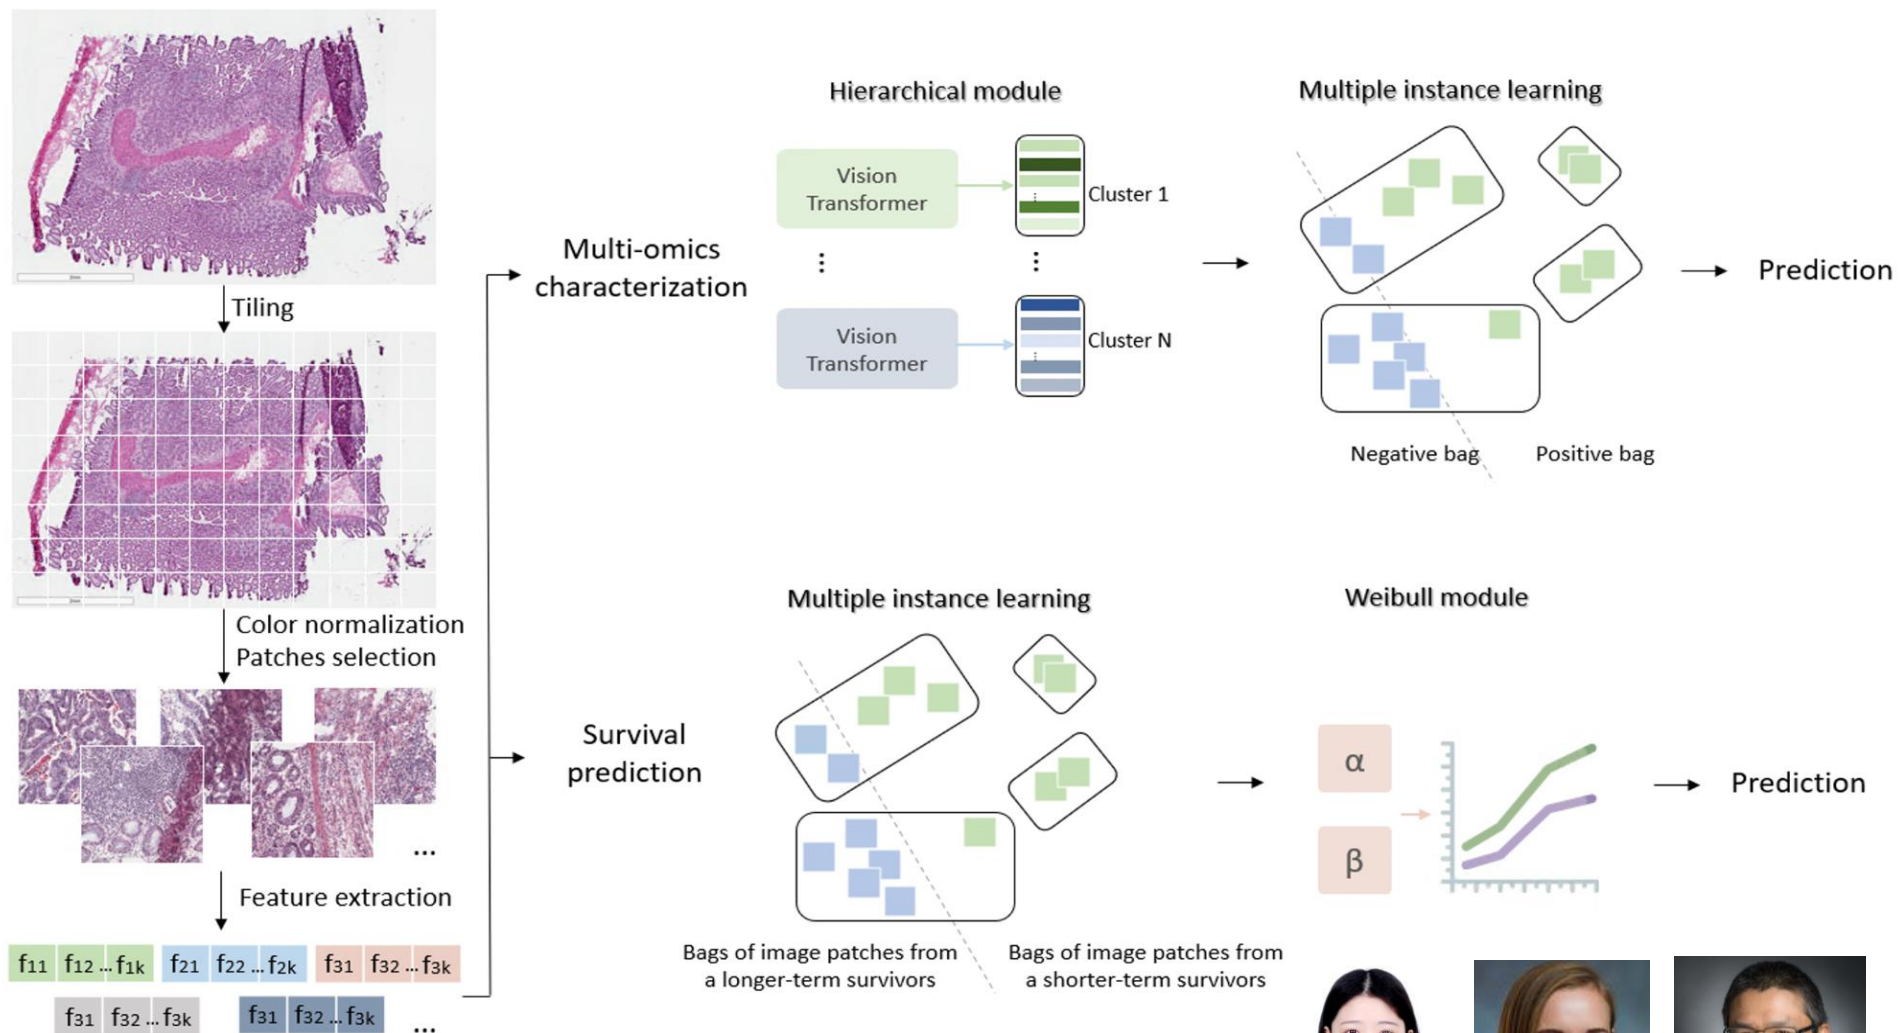 Tiling
Color normalization
Patches selection
...
Feature extraction
f11 f12 ... f1k f21 f22 ... f2k f31 f32 ... f3k
f31 f32 ... f3k f31 f32 ... f3k ...
Multi-omics
characterization
Hierarchical module
Vision
Transformer
Cluster 1
Vision
Transformer
Cluster N
Multiple instance learning
Negative bag
Positive bag
Prediction
Survival
prediction
Multiple instance learning
Bags of image patches from
a longer-term survivors
Bags of image patches from
a shorter-term survivors
Weibull module
α
β
Prediction